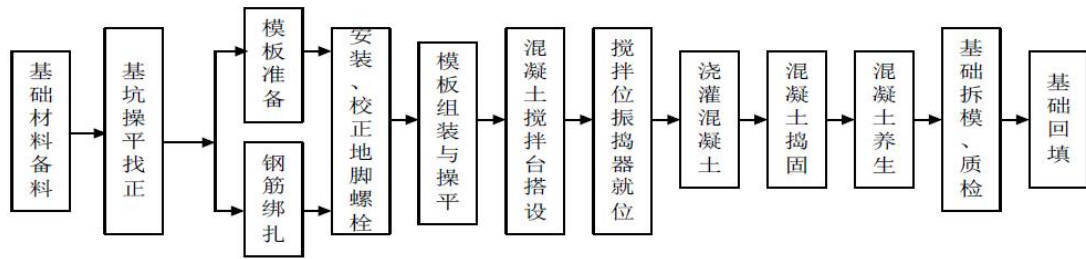 基础材料备料
基坑操平找正
模板准备
钢筋绑扎
安装、校正地脚螺栓
模板组装与操平
混凝土搅拌台搭设
搅拌位振捣器就位
浇灌混凝土
混凝土捣固
混凝土养生
基础拆模、质检
基础回填